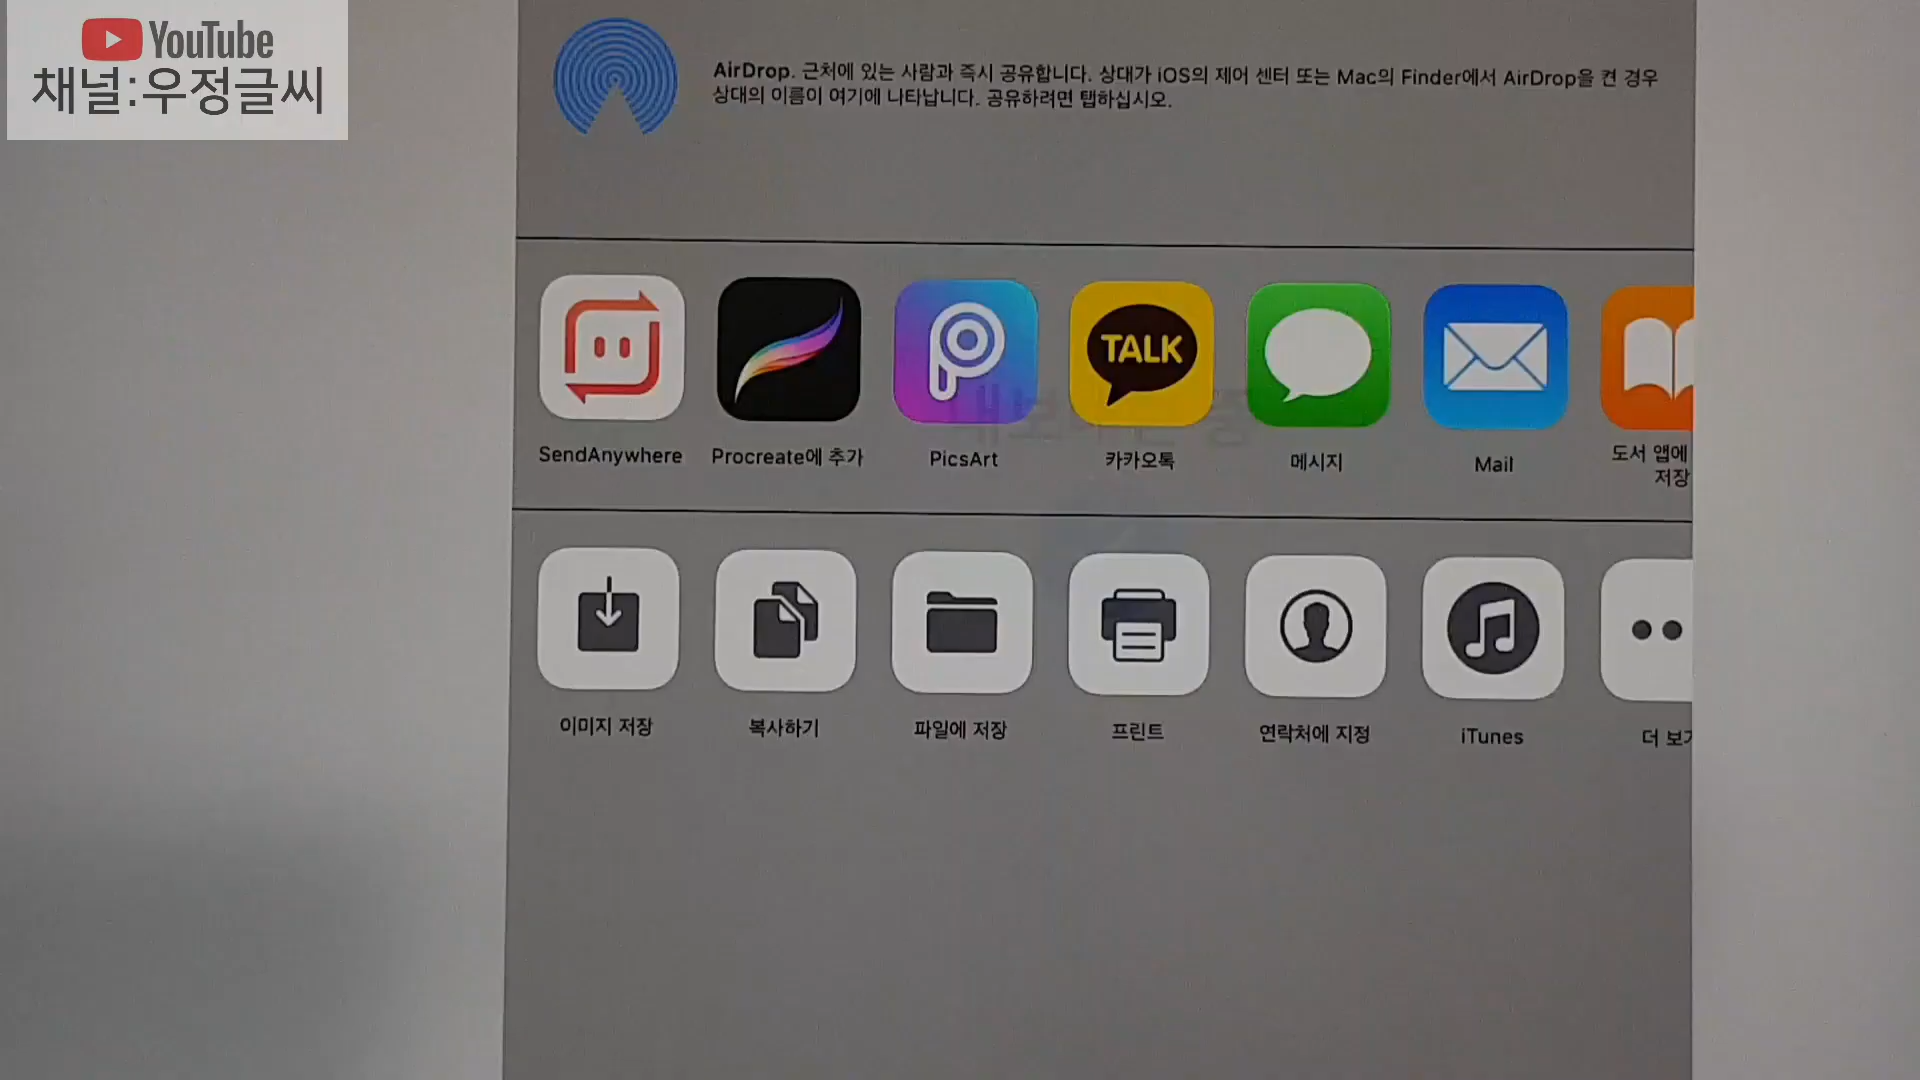 YouTube
채널:우정글씨
AirDrop. 근처에 있는 사람과 즉시 공유합니다. 상대가 iOS의 제어 센터 또는 Mac의 Finder에서 AirDrop을 켠 경우
상대의 이름이 여기에 나타납니다. 공유하려면 탭하십시오.
TALK
SendAnywhere
Procreate에 추가
PicsArt
카카오톡
메시지
Mail
도서 앱에
저장
이미지 저장
복사하기
파일에 저장
프린트
연락처에 지정
iTunes
더